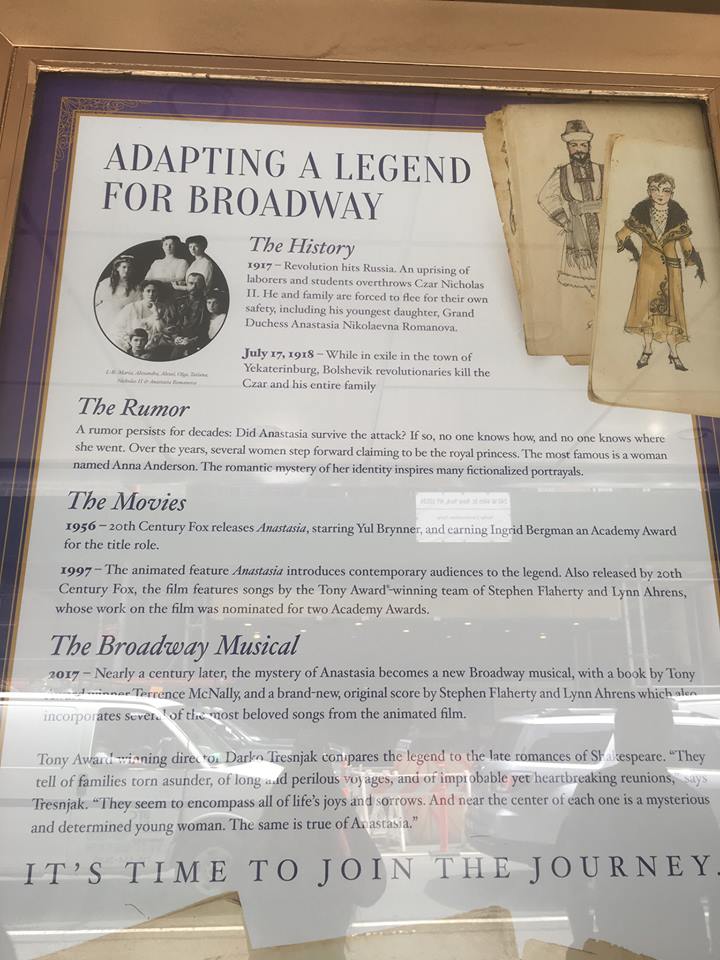 ADAPTING A LEGEND
FOR BROADWAY
The History
1917 – Revolution hits Russia. An uprising of
laborers and students overthrows Czar Nicholas
II. He and family are forced to flee for their own
safety, including his youngest daughter, Grand
Duchess Anastasia Nikolaevna Romanova.
July 17, 1918 – While in exile in the town of
Yekaterinburg, Bolshevik revolutionaries kill the
Czar and his entire family
L-R: Maria, Alexandra, Alexei, Olga, Tatiana,
Nicholas II & Anastasia Romanova
The Rumor
A rumor persists for decades: Did Anastasia survive the attack? If so, no one knows how, and no one knows where
she went. Over the years, several women step forward claiming to be the royal princess. The most famous is a woman
named Anna Anderson. The romantic mystery of her identity inspires many fictionalized portrayals.
The Movies
1956 – 20th Century Fox releases Anastasia, starring Yul Brynner, and earning Ingrid Bergman an Academy Award
for the title role.
1997 – The animated feature Anastasia introduces contemporary audiences to the legend. Also released by 20th
Century Fox, the film features songs by the Tony Award®-winning team of Stephen Flaherty and Lynn Ahrens,
whose work on the film was nominated for two Academy Awards.
The Broadway Musical
2017 – Nearly a century later, the mystery of Anastasia becomes a new Broadway musical, with a book by Tony
Award winner Terrence McNally, and a brand-new, original score by Stephen Flaherty and Lynn Ahrens which also
incorporates several of the most beloved songs from the animated film.
Tony Award winning director Darko Tresnjak compares the legend to the late romances of Shakespeare. “They
tell of families torn asunder, of long and perilous voyages, and of improbable yet heartbreaking reunions,” says
Tresnjak. “They seem to encompass all of life’s joys and sorrows. And near the center of each one is a mysterious
and determined young woman. The same is true of Anastasia.”
IT’S TIME TO JOIN THE JOURNEY.